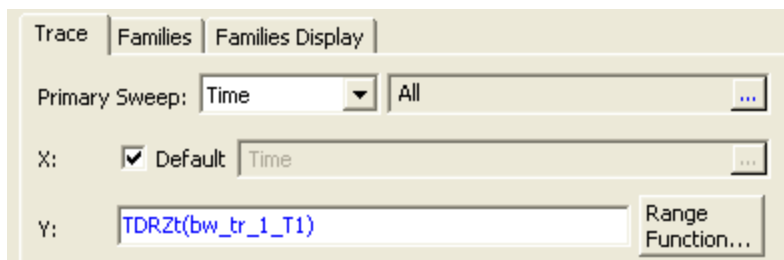 Trace Families Families Display
Primary Sweep: Time All ...
X: Default Time ...
Y: TDRZt(bw_tr_1_T1) Range
Function...